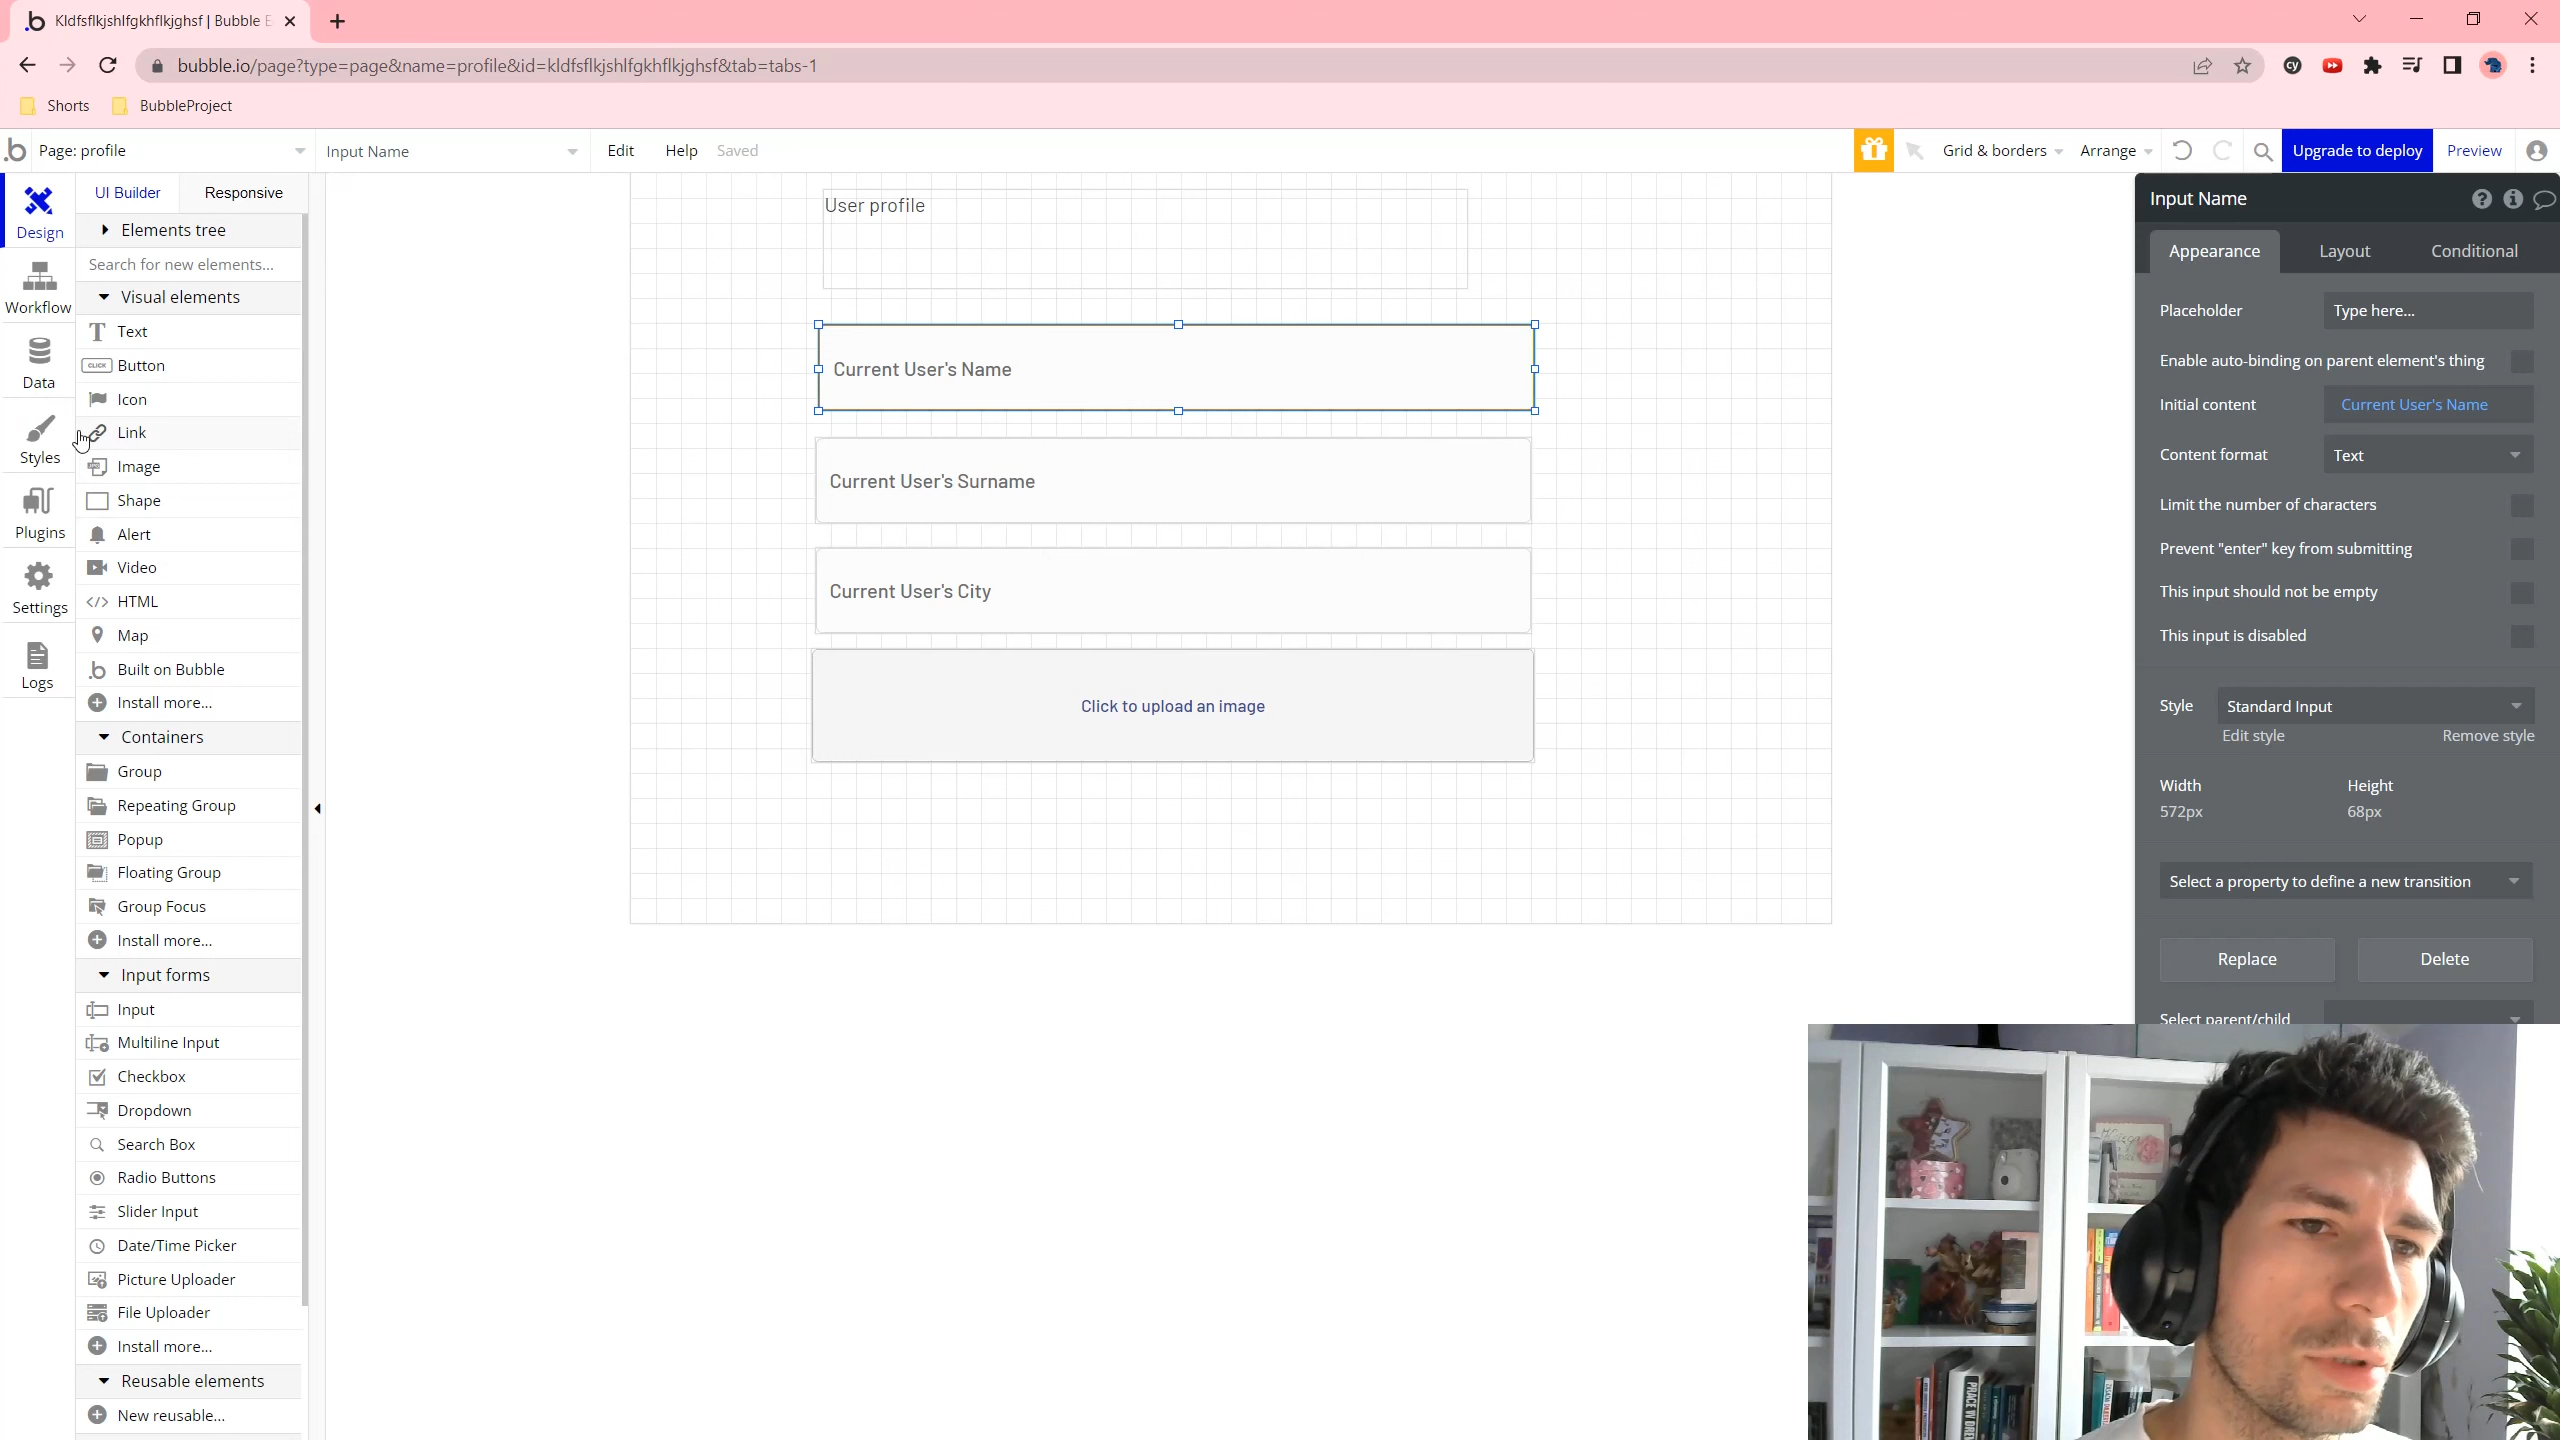 Kldfsflkjshlfgkhflkjghsf | Bubble E
bubble.io/page?type=page&name=profile&id=kldfsflkjshlfgkhflkjghsf&tab=tabs-1
Shorts
BubbleProject
Page: profile
Input Name
Edit
Help
Saved
Grid & borders
Arrange
Upgrade to deploy
Preview
Design
Workflow
Data
Styles
Plugins
Settings
Logs
UI Builder
Responsive
Elements tree
Search for new elements...
Visual elements
Text
CLICK Button
Icon
Link
Image
Shape
Alert
Video
HTML
Map
Built on Bubble
Install more...
Containers
Group
Repeating Group
Popup
Floating Group
Group Focus
Install more...
Input forms
Input
Multiline Input
Checkbox
Dropdown
Search Box
Radio Buttons
Slider Input
Date/Time Picker
Picture Uploader
File Uploader
Install more...
Reusable elements
New reusable...
User profile
Current User's Name
Current User's Surname
Current User's City
Click to upload an image
Input Name
Appearance
Layout
Conditional
Placeholder
Type here...
Enable auto-binding on parent element's thing
Initial content
Current User's Name
Content format
Text
Limit the number of characters
Prevent "enter" key from submitting
This input should not be empty
This input is disabled
Style
Standard Input
Edit style
Remove style
Width
Height
572px
68px
Select a property to define a new transition
Replace
Delete
Select parent/child